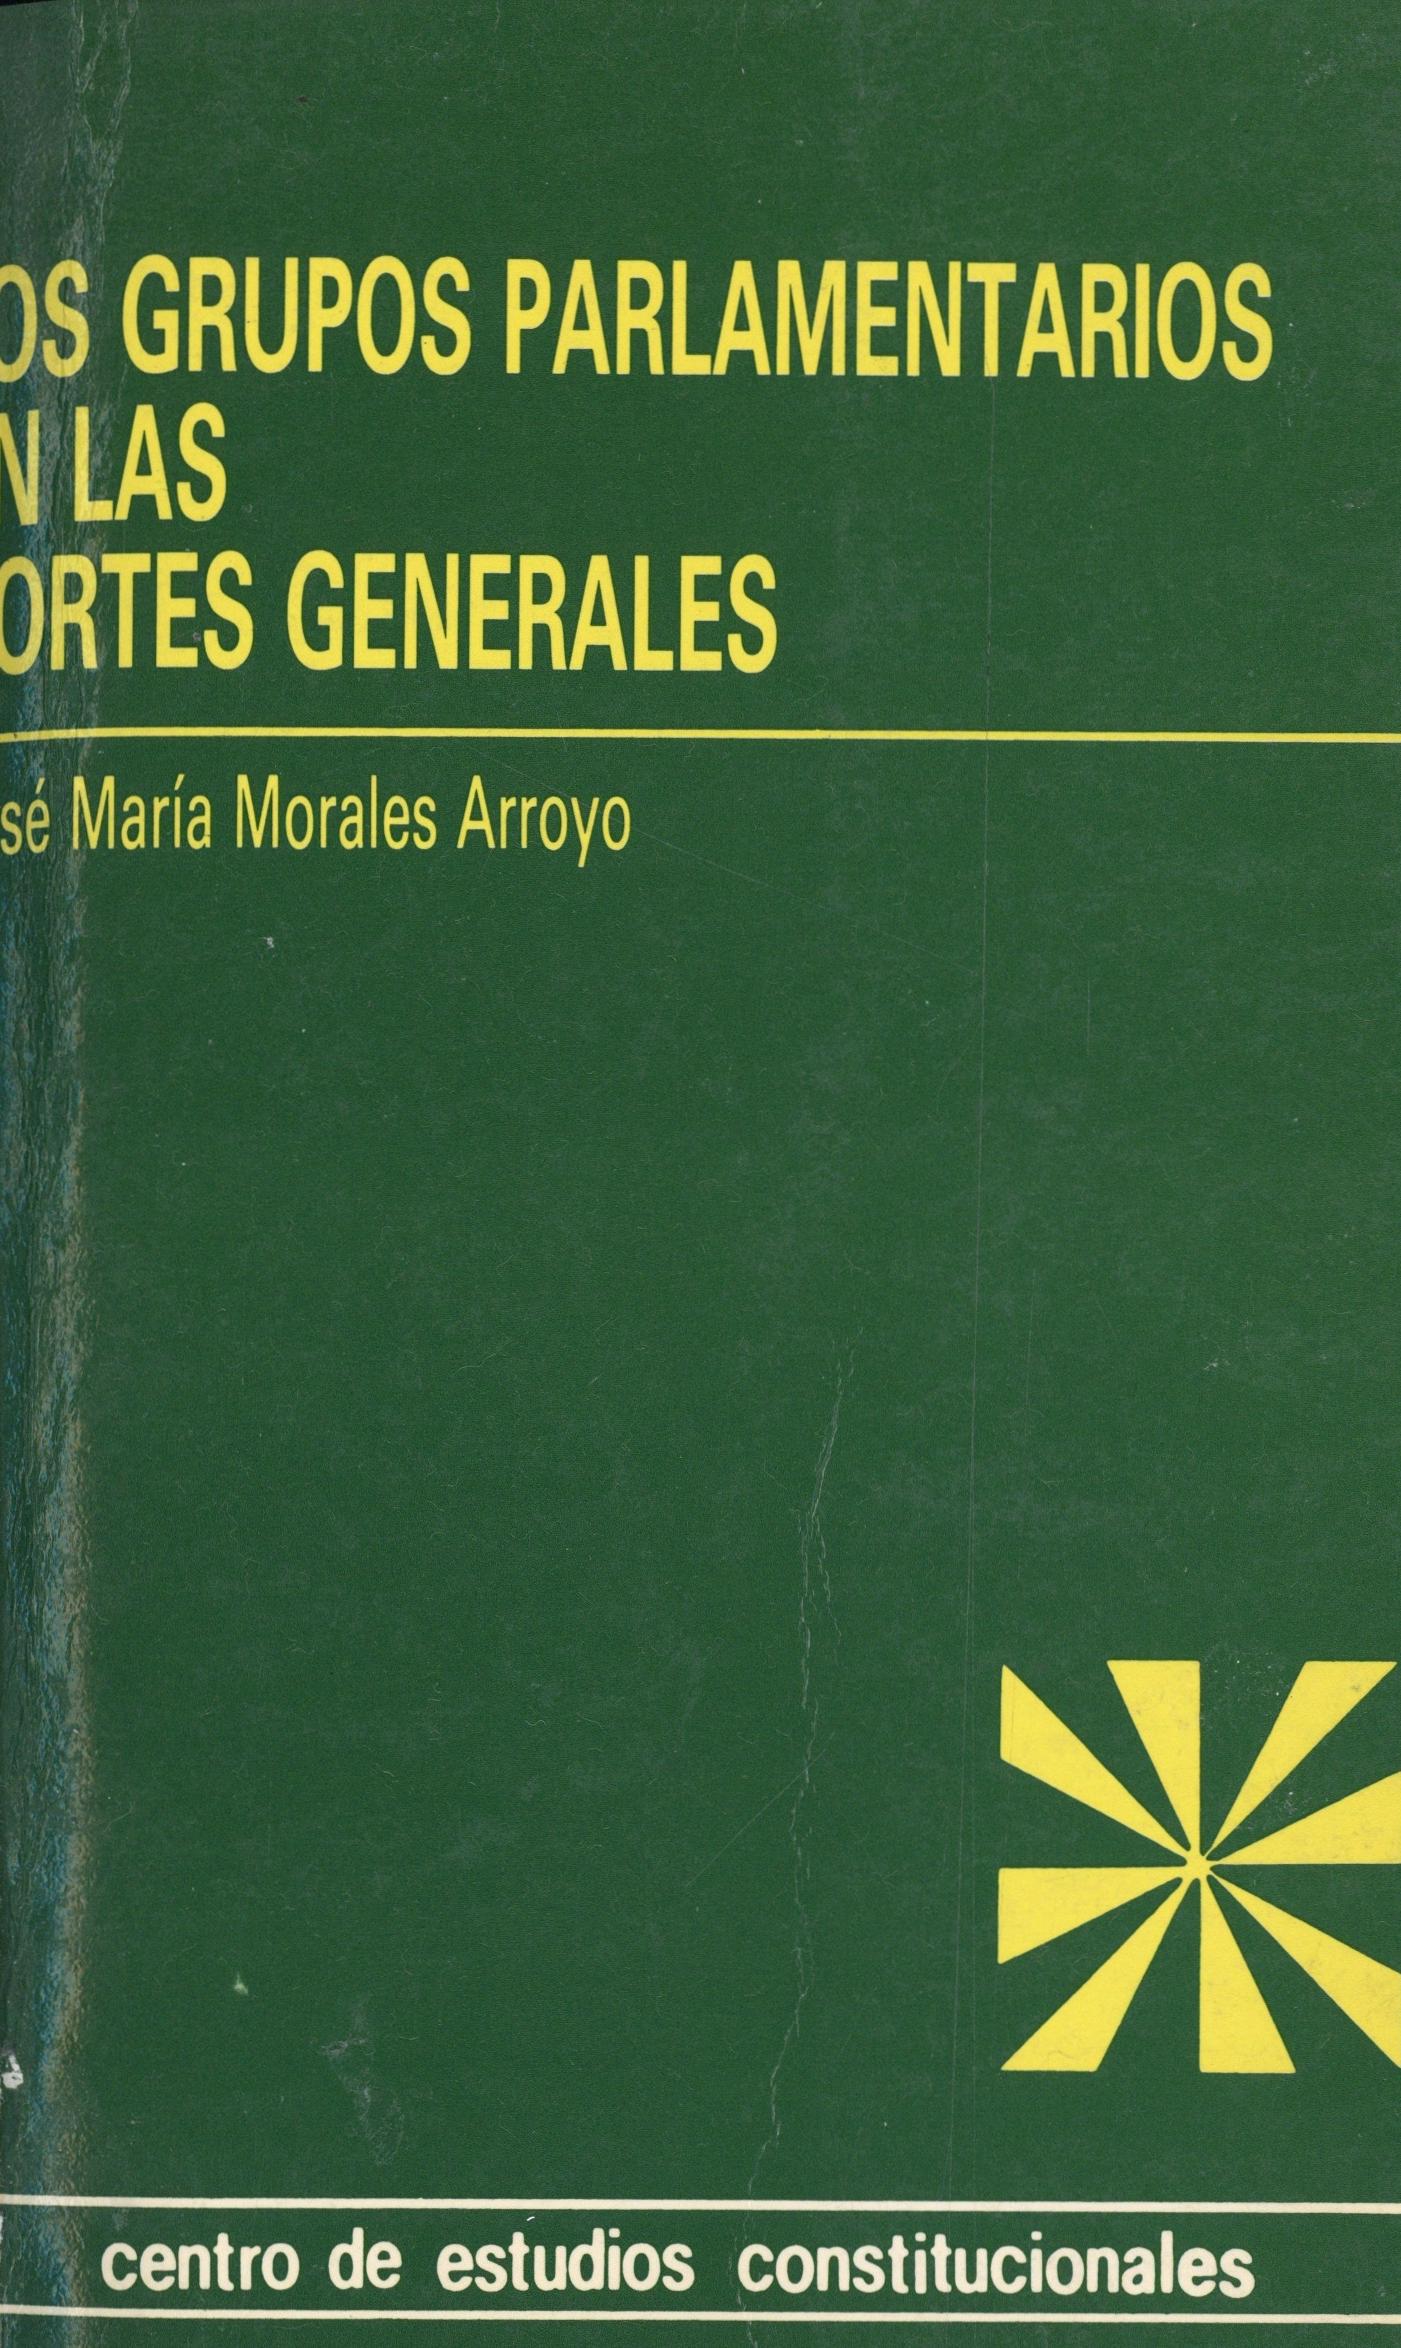 OS GRUPOS PARLAMENTARIOS
N LAS
ORTES GENERALES
sé María Morales Arroyo
centro de estudios constitucionales